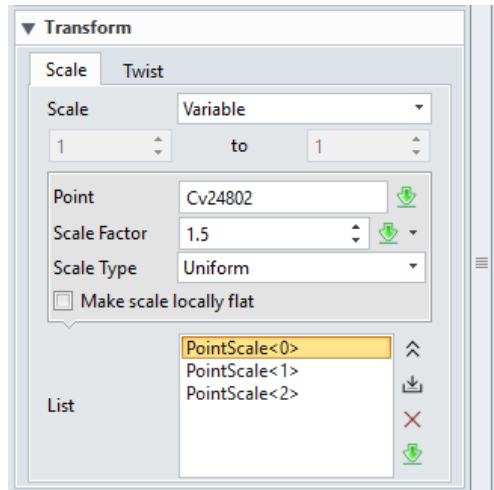 Transform
Scale Twist
Scale Variable
1 to 1
Point Cv24802
Scale Factor 1.5
Scale Type Uniform
Make scale locally flat
PointScale<0>
PointScale<1>
PointScale<2>
List